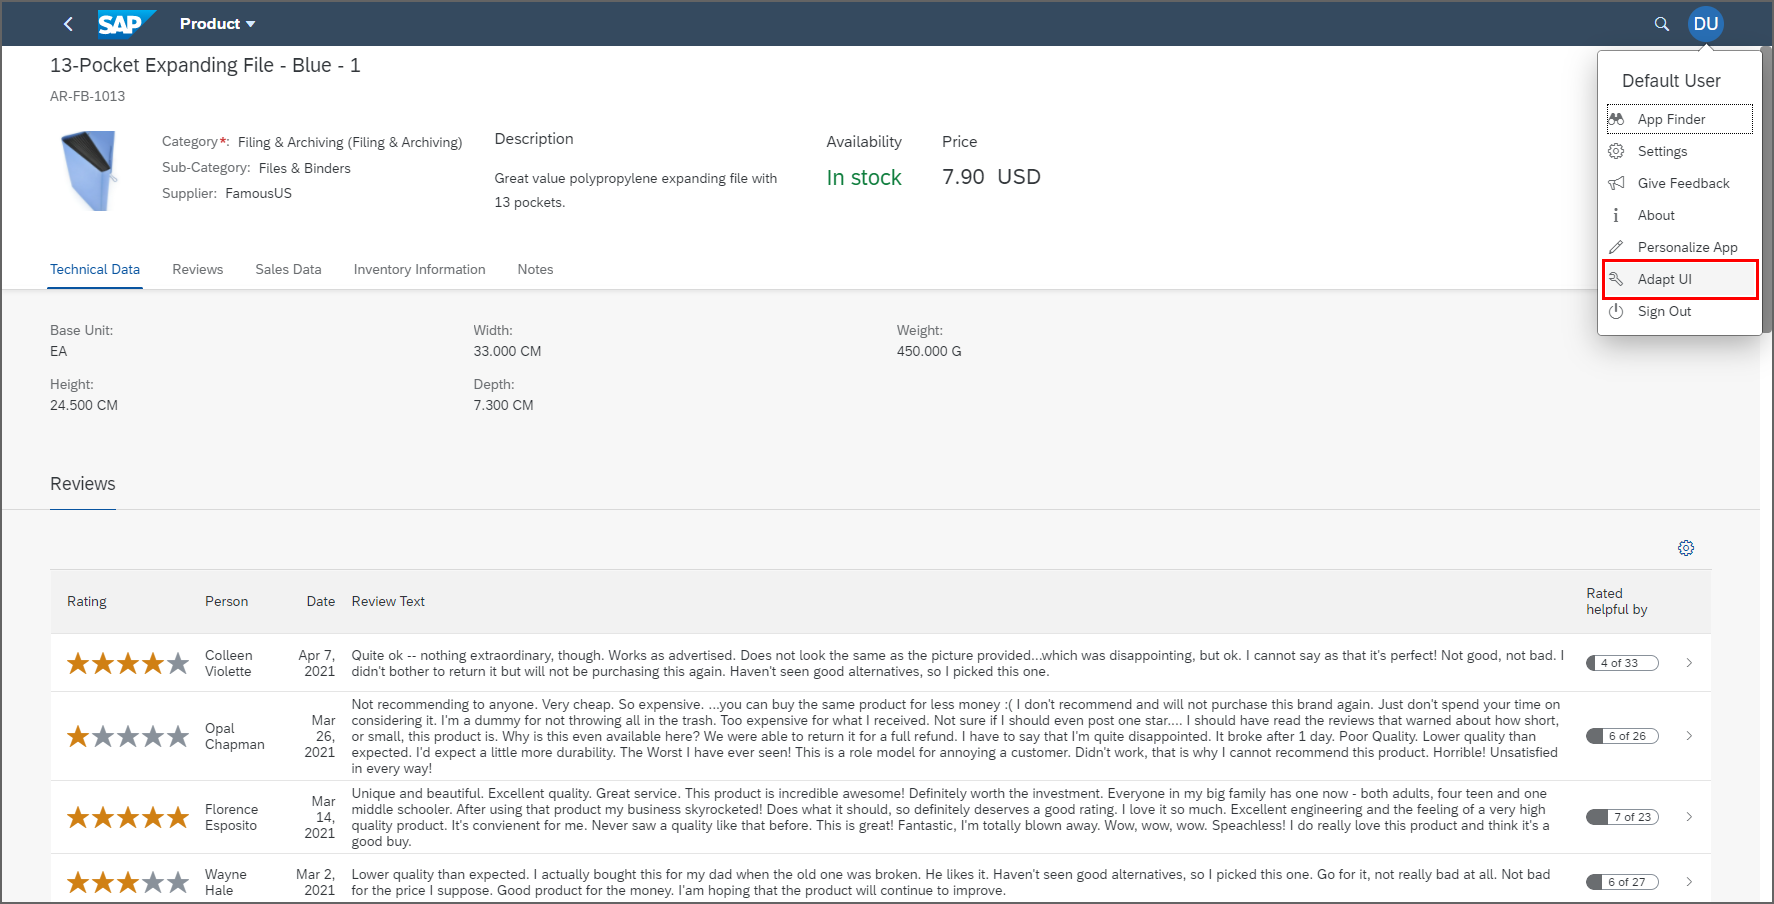 SAP Product
DU
13-Pocket Expanding File - Blue - 1
AR-FB-1013
Category*: Filing & Archiving (Filing & Archiving)
Sub-Category: Files & Binders
Supplier: FamousUS
Description
Great value polypropylene expanding file with
13 pockets.
Availability
In stock
Price
7.90 USD
Default User
App Finder
Settings
Give Feedback
About
Personalize App
Adapt UI
Sign Out
Technical Data Reviews Sales Data Inventory Information Notes
Base Unit:
EA
Width:
33.000 CM
Weight:
450.000 G
Height:
24.500 CM
Depth:
7.300 CM
Reviews
Rating Person Date Review Text Rated
helpful by
Colleen
Violette
Apr 7,
2021
Quite ok -- nothing extraordinary, though. Works as advertised. Does not look the same as the picture provided...which was disappointing, but ok. I cannot say as that it's perfect! Not good, not bad. I
didn't bother to return it but will not be purchasing this again. Haven't seen good alternatives, so I picked this one.
4 of 33
Opal
Chapman
Mar
26,
2021
Not recommending to anyone. Very cheap. So expensive. ...you can buy the same product for less money :( I don't recommend and will not purchase this brand again. Just don't spend your time on
considering it. I'm a dummy for not throwing all in the trash. Too expensive for what I received. Not sure if I should even post one star.... I should have read the reviews that warned about how short,
or small, this product is. Why is this even available here? We were able to return it for a full refund. I have to say that I'm quite disappointed. It broke after 1 day. Poor Quality. Lower quality than
expected. I'd expect a little more durability. The Worst I have ever seen! This is a role model for annoying a customer. Didn't work, that is why I cannot recommend this product. Horrible! Unsatisfied
in every way!
6 of 26
Florence
Esposito
Mar
14,
2021
Unique and beautiful. Excellent quality. Great service. This product is incredible awesome! Definitely worth the investment. Everyone in my big family has one now - both adults, four teen and one
middle schooler. After using that product my business skyrocketed! Does what it should, so definitely deserves a good rating. I love it so much. Excellent engineering and the feeling of a very high
quality product. It's convienent for me. Never saw a quality like that before. This is great! Fantastic, I'm totally blown away. Wow, wow, wow. Speachless! I do really love this product and think it's a
good buy.
7 of 23
Wayne
Hale
Mar 2,
2021
Lower quality than expected. I actually bought this for my dad when the old one was broken. He likes it. Haven't seen good alternatives, so I picked this one. Go for it, not really bad at all. Not bad
for the price I suppose. Good product for the money. I'am hoping that the product will continue to improve.
6 of 27